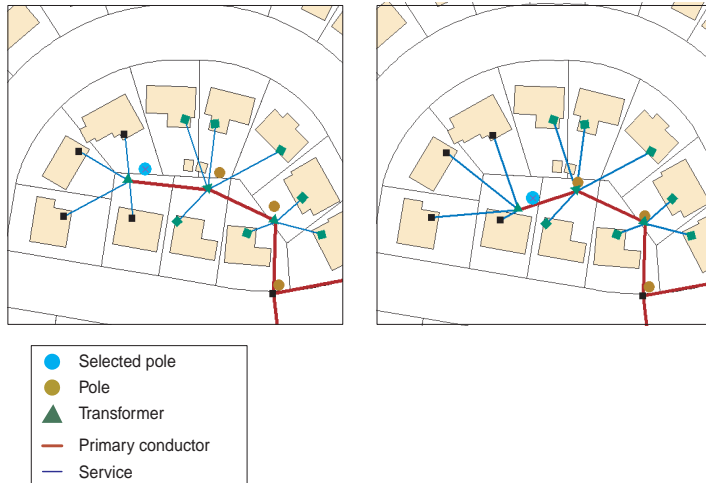 Selected pole
Pole
Transformer
Primary conductor
Service